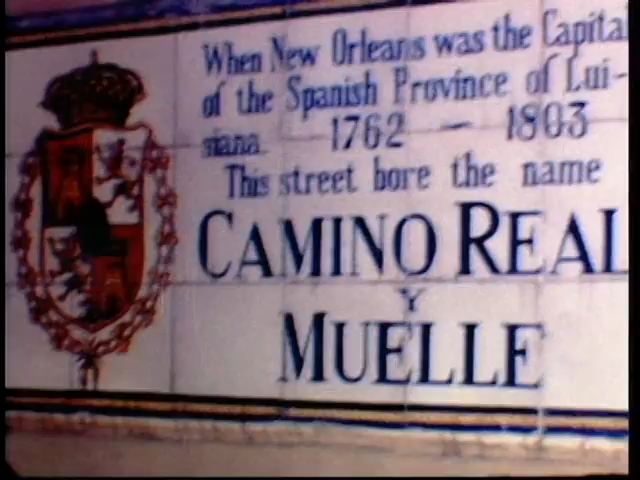 When New Orleans was the Capital
of the Spanish Province of Lui-
siana 1762 – 1803
This street bore the name
CAMINO REAL
Y
MUELLE